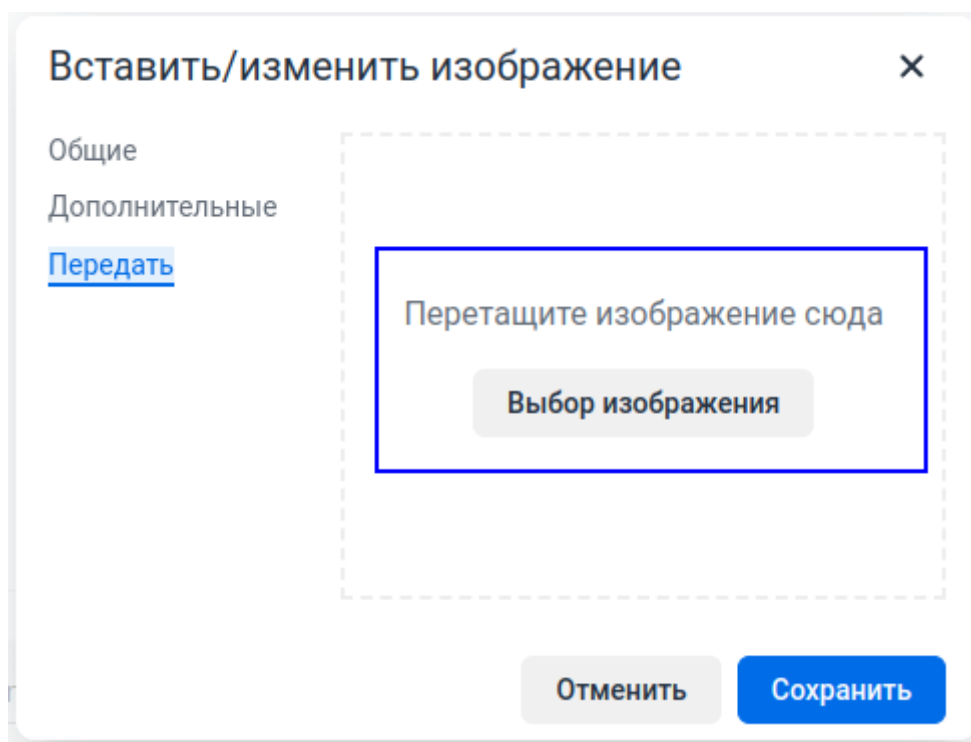 Вставить/изменить изображение
Общие
Дополнительные
Передать
Перетащите изображение сюда
Выбор изображения
Отменить
Сохранить